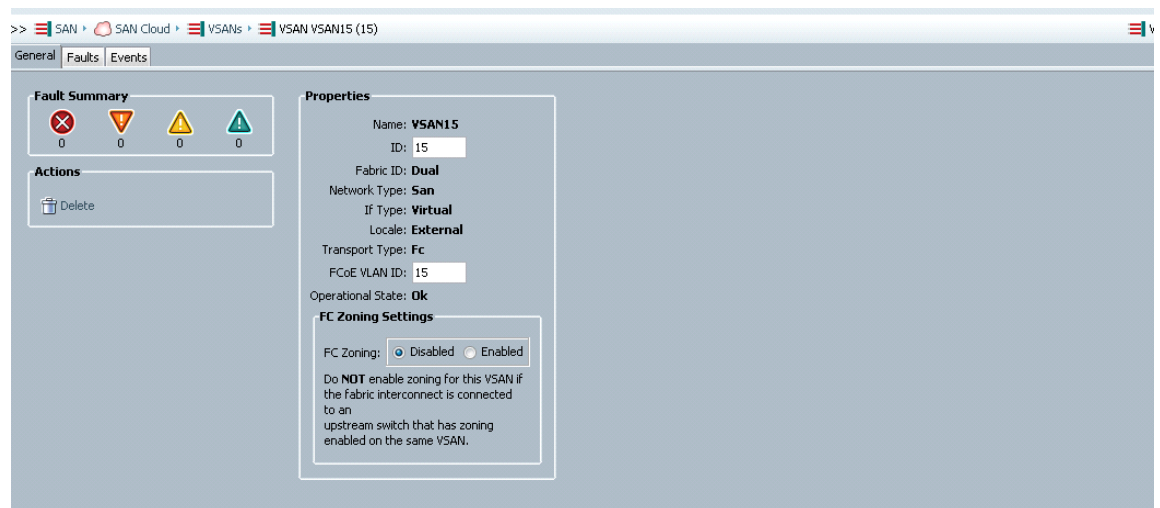 >> SAN ▸ SAN Cloud ▸ VSANs ▸ VSAN VSAN15 (15)
V
General Faults Events
Fault Summary
0 0 0 0
Actions
Delete
Properties
Name: VSAN15
ID: 15
Fabric ID: Dual
Network Type: San
If Type: Virtual
Locale: External
Transport Type: Fc
FCoE VLAN ID: 15
Operational State: Ok
FC Zoning Settings
FC Zoning: Disabled Enabled
Do NOT enable zoning for this VSAN if
the fabric interconnect is connected
to an
upstream switch that has zoning
enabled on the same VSAN.